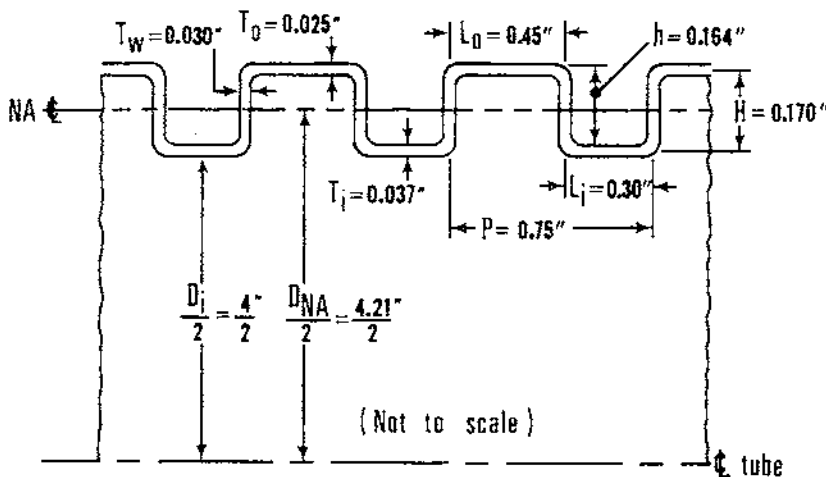 T_W=0.030"
T_o=0.025"
L_o=0.45"
h=0.164"
NA ℄
H=0.170"
T_i=0.037"
L_i=0.30"
P=0.75"
D_i/2=4"/2
D_NA/2=4.21"/2
(Not to scale)
℄ tube